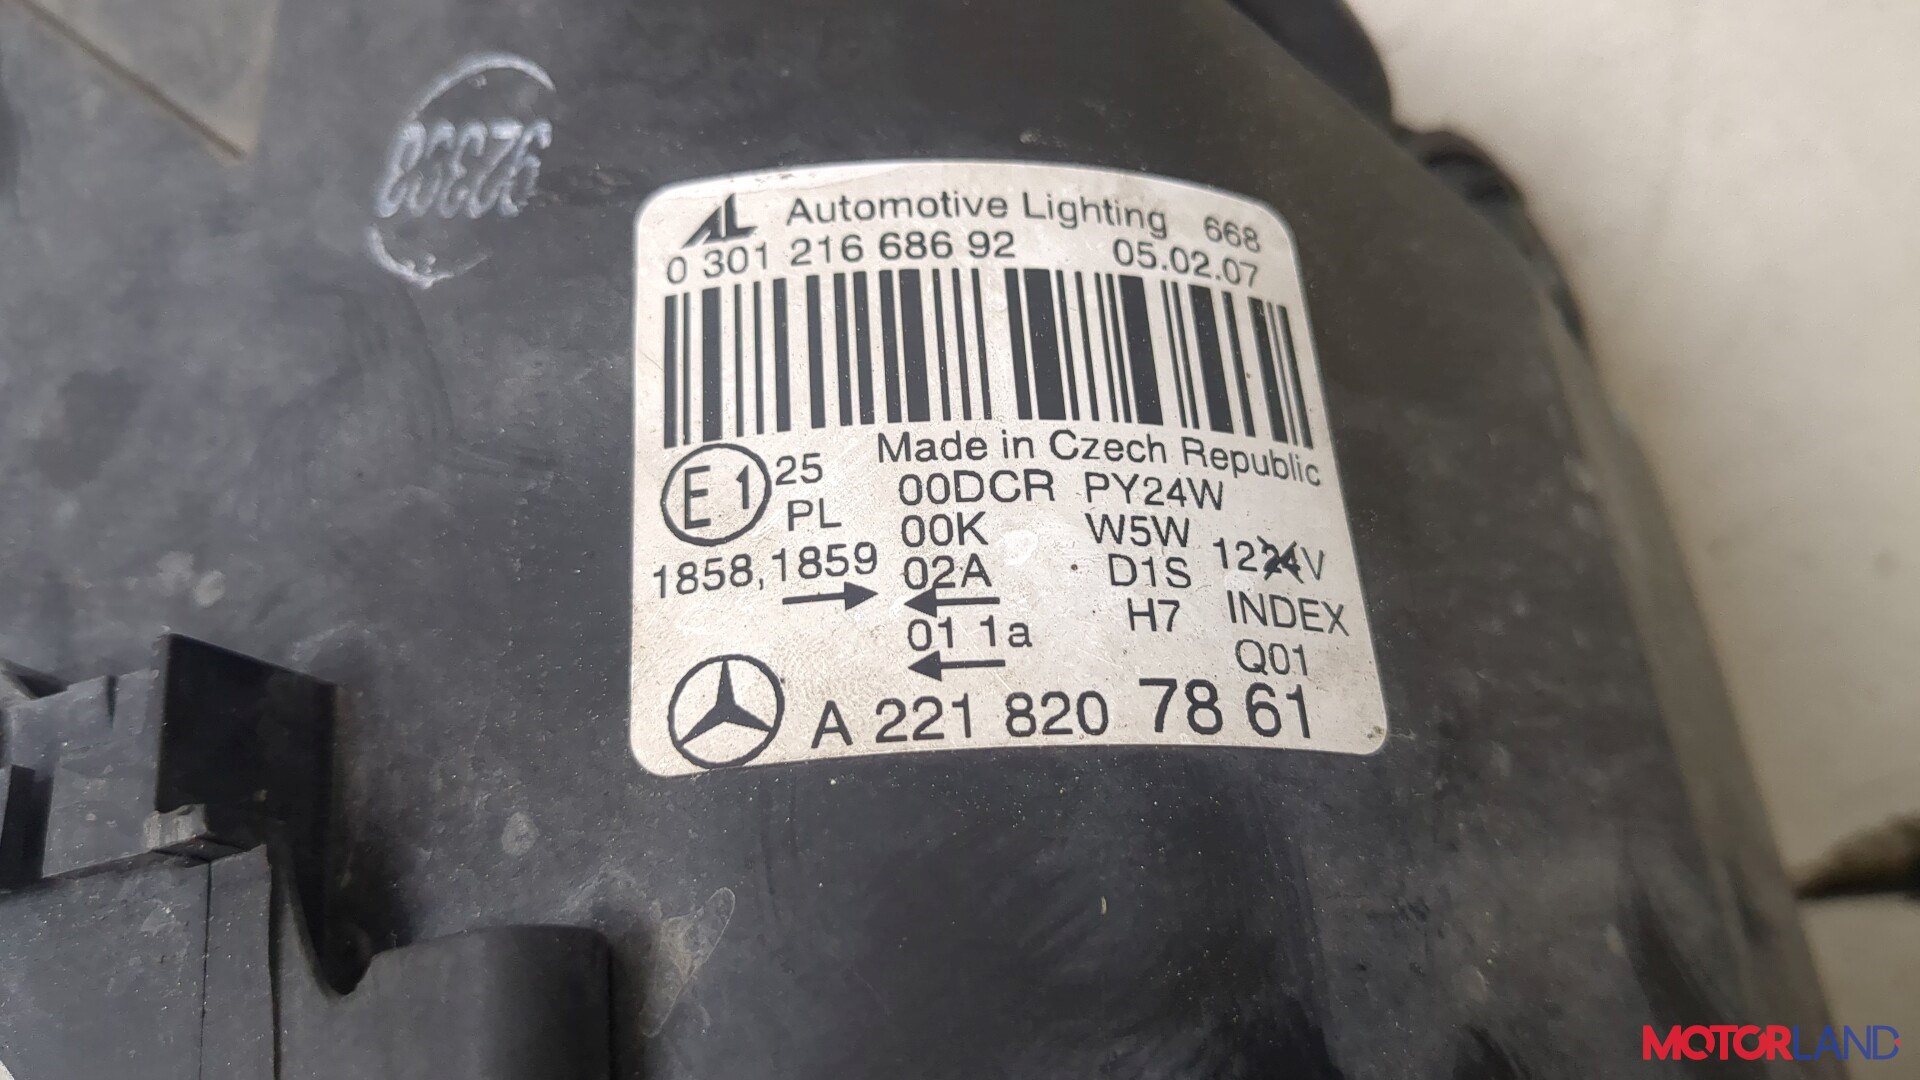 AL Automotive Lighting 668
0 301 216 686 92 05.02.07
Made in Czech Republic
E1 25 00DCR PY24W
PL 00K W5W 1224V
1858,1859 02A D1S
→ ← H7 INDEX
01 1a Q01
←
A 221 820 78 61
MOTORLAND